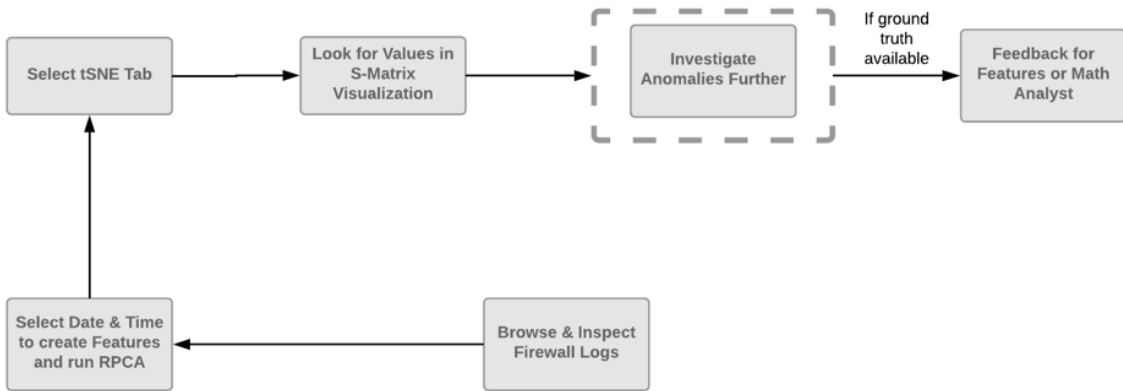 Select tSNE Tab
Look for Values in
S-Matrix
Visualization
Investigate
Anomalies Further
If ground
truth
available
Feedback for
Features or Math
Analyst
Select Date & Time
to create Features
and run RPCA
Browse & Inspect
Firewall Logs